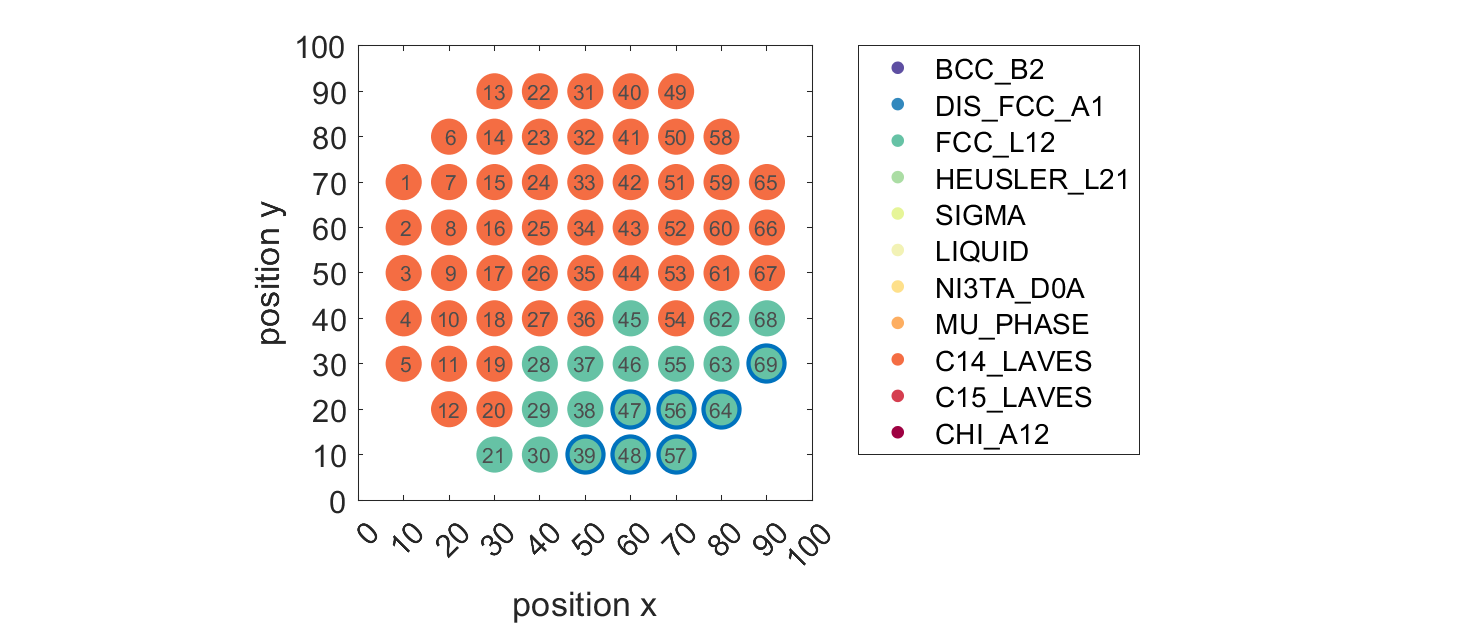 100
90 13 22 31 40 49
80 6 14 23 32 41 50 58
70 1 7 15 24 33 42 51 59 65
60 2 8 16 25 34 43 52 60 66
50 3 9 17 26 35 44 53 61 67
40 4 10 18 27 36 45 54 62 68
30 5 11 19 28 37 46 55 63 69
20 12 20 29 38 47 56 64
10 21 30 39 48 57
0
position y
0 10 20 30 40 50 60 70 80 90 100
position x
BCC_B2
DIS_FCC_A1
FCC_L12
HEUSLER_L21
SIGMA
LIQUID
NI3TA_D0A
MU_PHASE
C14_LAVES
C15_LAVES
CHI_A12